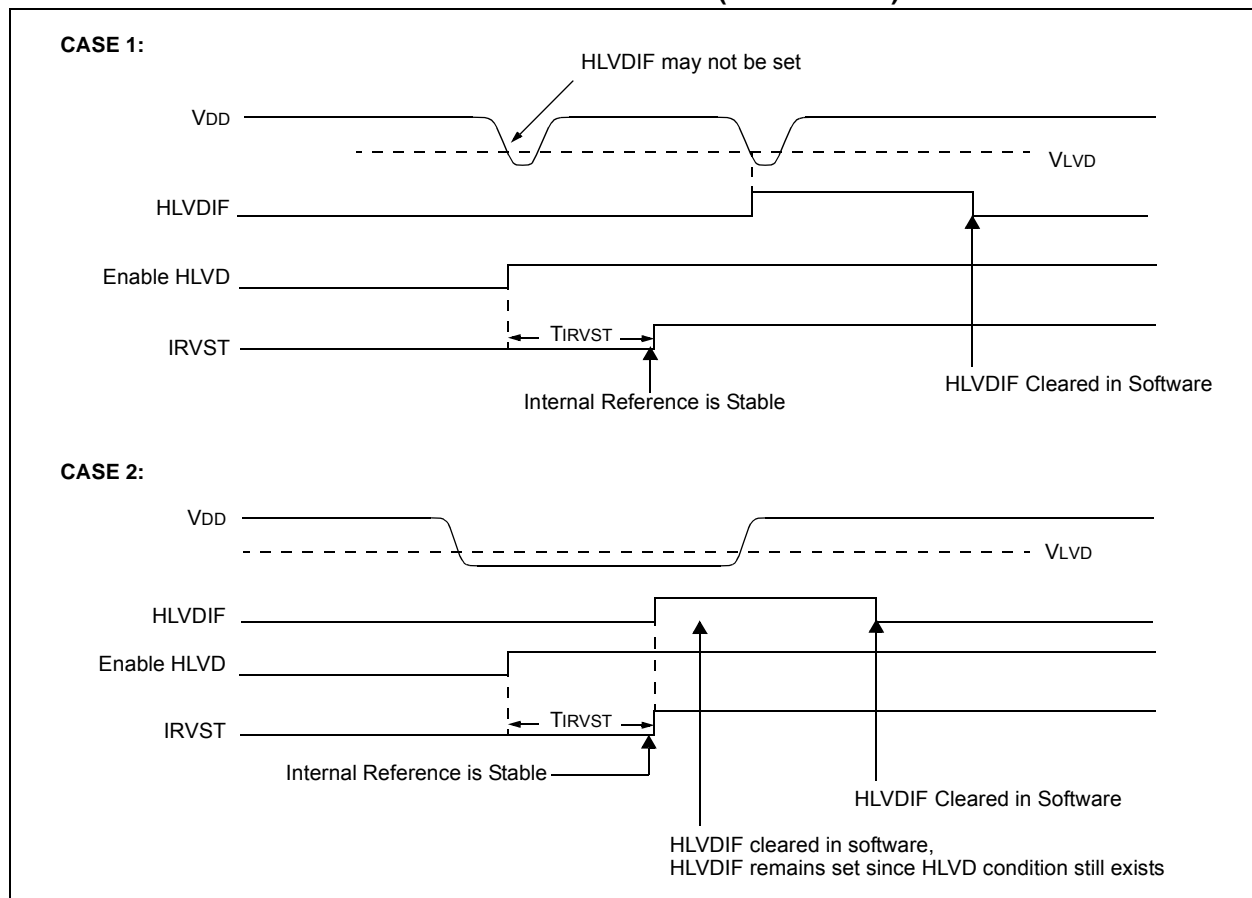 CASE 1:
HLVDIF may not be set
VDD
VLVD
HLVDIF
Enable HLVD
TIRVST
IRVST
HLVDIF Cleared in Software
Internal Reference is Stable
CASE 2:
VDD
VLVD
HLVDIF
Enable HLVD
TIRVST
IRVST
Internal Reference is Stable
HLVDIF Cleared in Software
HLVDIF cleared in software,
HLVDIF remains set since HLVD condition still exists